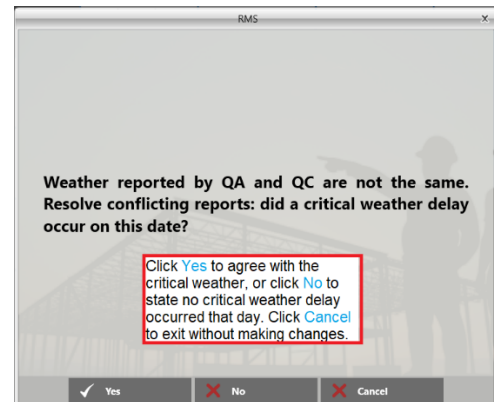 RMS x
Weather reported by QA and QC are not the same.
Resolve conflicting reports: did a critical weather delay
occur on this date?
Click Yes to agree with the
critical weather, or click No to
state no critical weather delay
occurred that day. Click Cancel
to exit without making changes.
Yes No Cancel